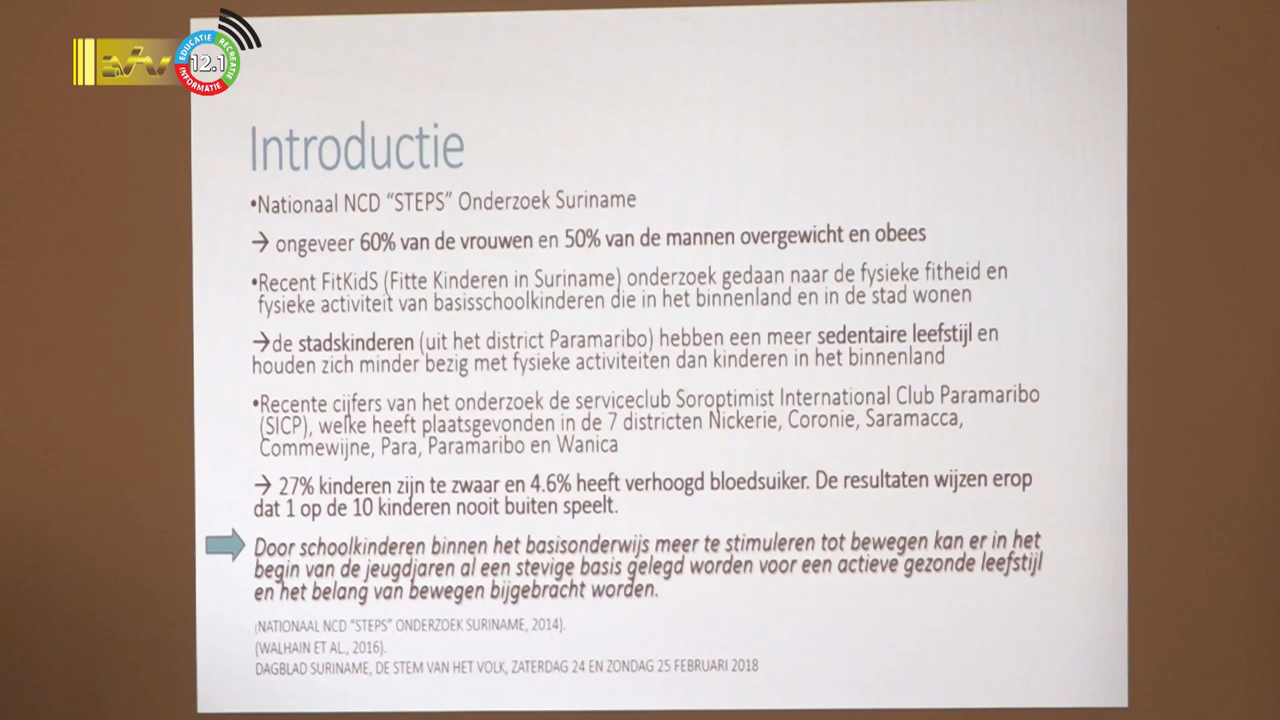 EDUCATIE
RECREATIE
INFORMATIE
12.1
Introductie
•Nationaal NCD “STEPS” Onderzoek Suriname
→ ongeveer 60% van de vrouwen en 50% van de mannen overgewicht en obees
•Recent FitKidS (Fitte Kinderen in Suriname) onderzoek gedaan naar de fysieke fitheid en
fysieke activiteit van basisschoolkinderen die in het binnenland en in de stad wonen
→de stadskinderen (uit het district Paramaribo) hebben een meer sedentaire leefstijl en
houden zich minder bezig met fysieke activiteiten dan kinderen in het binnenland
•Recente cijfers van het onderzoek de serviceclub Soroptimist International Club Paramaribo
(SICP), welke heeft plaatsgevonden in de 7 districten Nickerie, Coronie, Saramacca,
Commewijne, Para, Paramaribo en Wanica
→ 27% kinderen zijn te zwaar en 4.6% heeft verhoogd bloedsuiker. De resultaten wijzen erop
dat 1 op de 10 kinderen nooit buiten speelt.
Door schoolkinderen binnen het basisonderwijs meer te stimuleren tot bewegen kan er in het
begin van de jeugdjaren al een stevige basis gelegd worden voor een actieve gezonde leefstijl
en het belang van bewegen bijgebracht worden.
(NATIONAAL NCD “STEPS” ONDERZOEK SURINAME, 2014).
(WALHAIN ET AL., 2016).
DAGBLAD SURINAME, DE STEM VAN HET VOLK, ZATERDAG 24 EN ZONDAG 25 FEBRUARI 2018